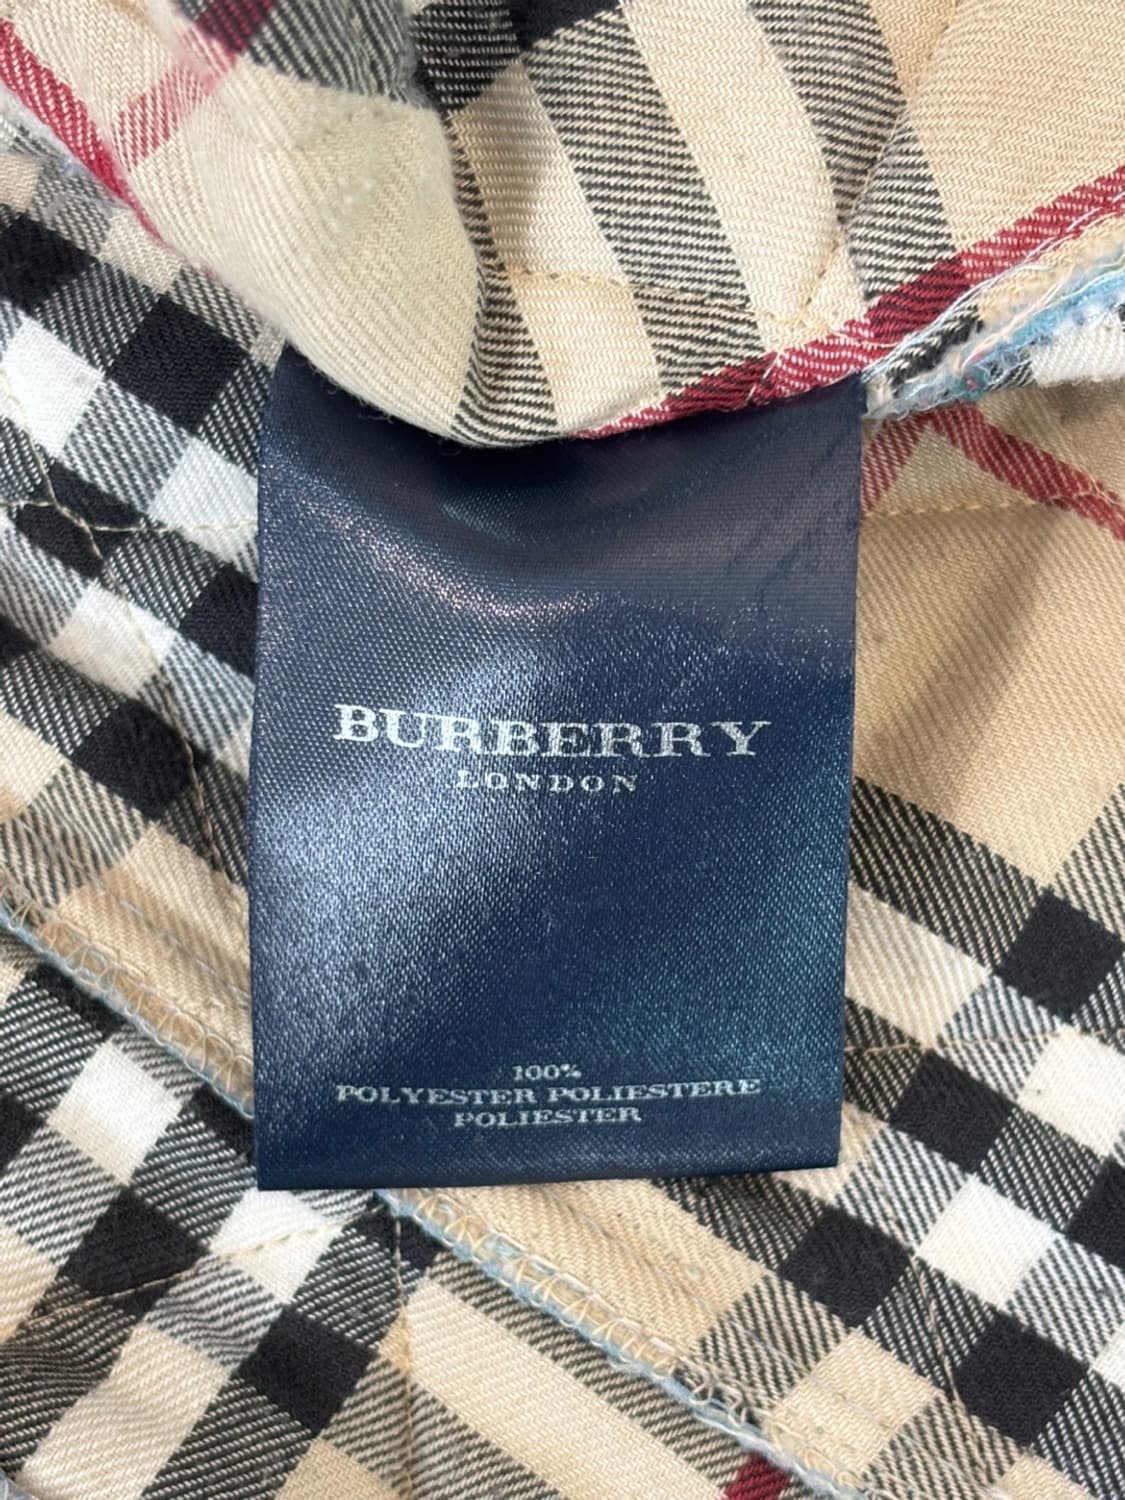 BURBERRY
LONDON
100%
POLYESTER POLIESTERE
POLIESTER